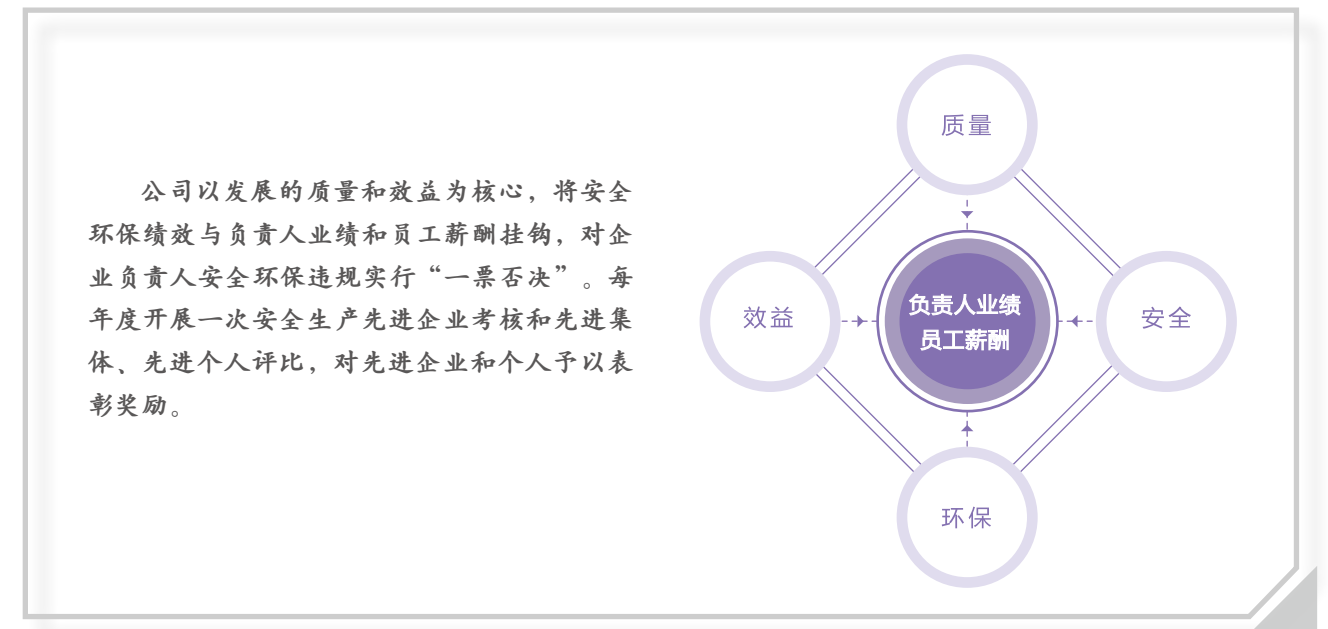 公司以发展的质量和效益为核心，将安全
环保绩效与负责人业绩和员工薪酬挂钩，对企
业负责人安全环保违规实行“一票否决”。每
年度开展一次安全生产先进企业考核和先进集
体、先进个人评比，对先进企业和个人予以表
彰奖励。
质量
效益
负责人业绩
员工薪酬
安全
环保